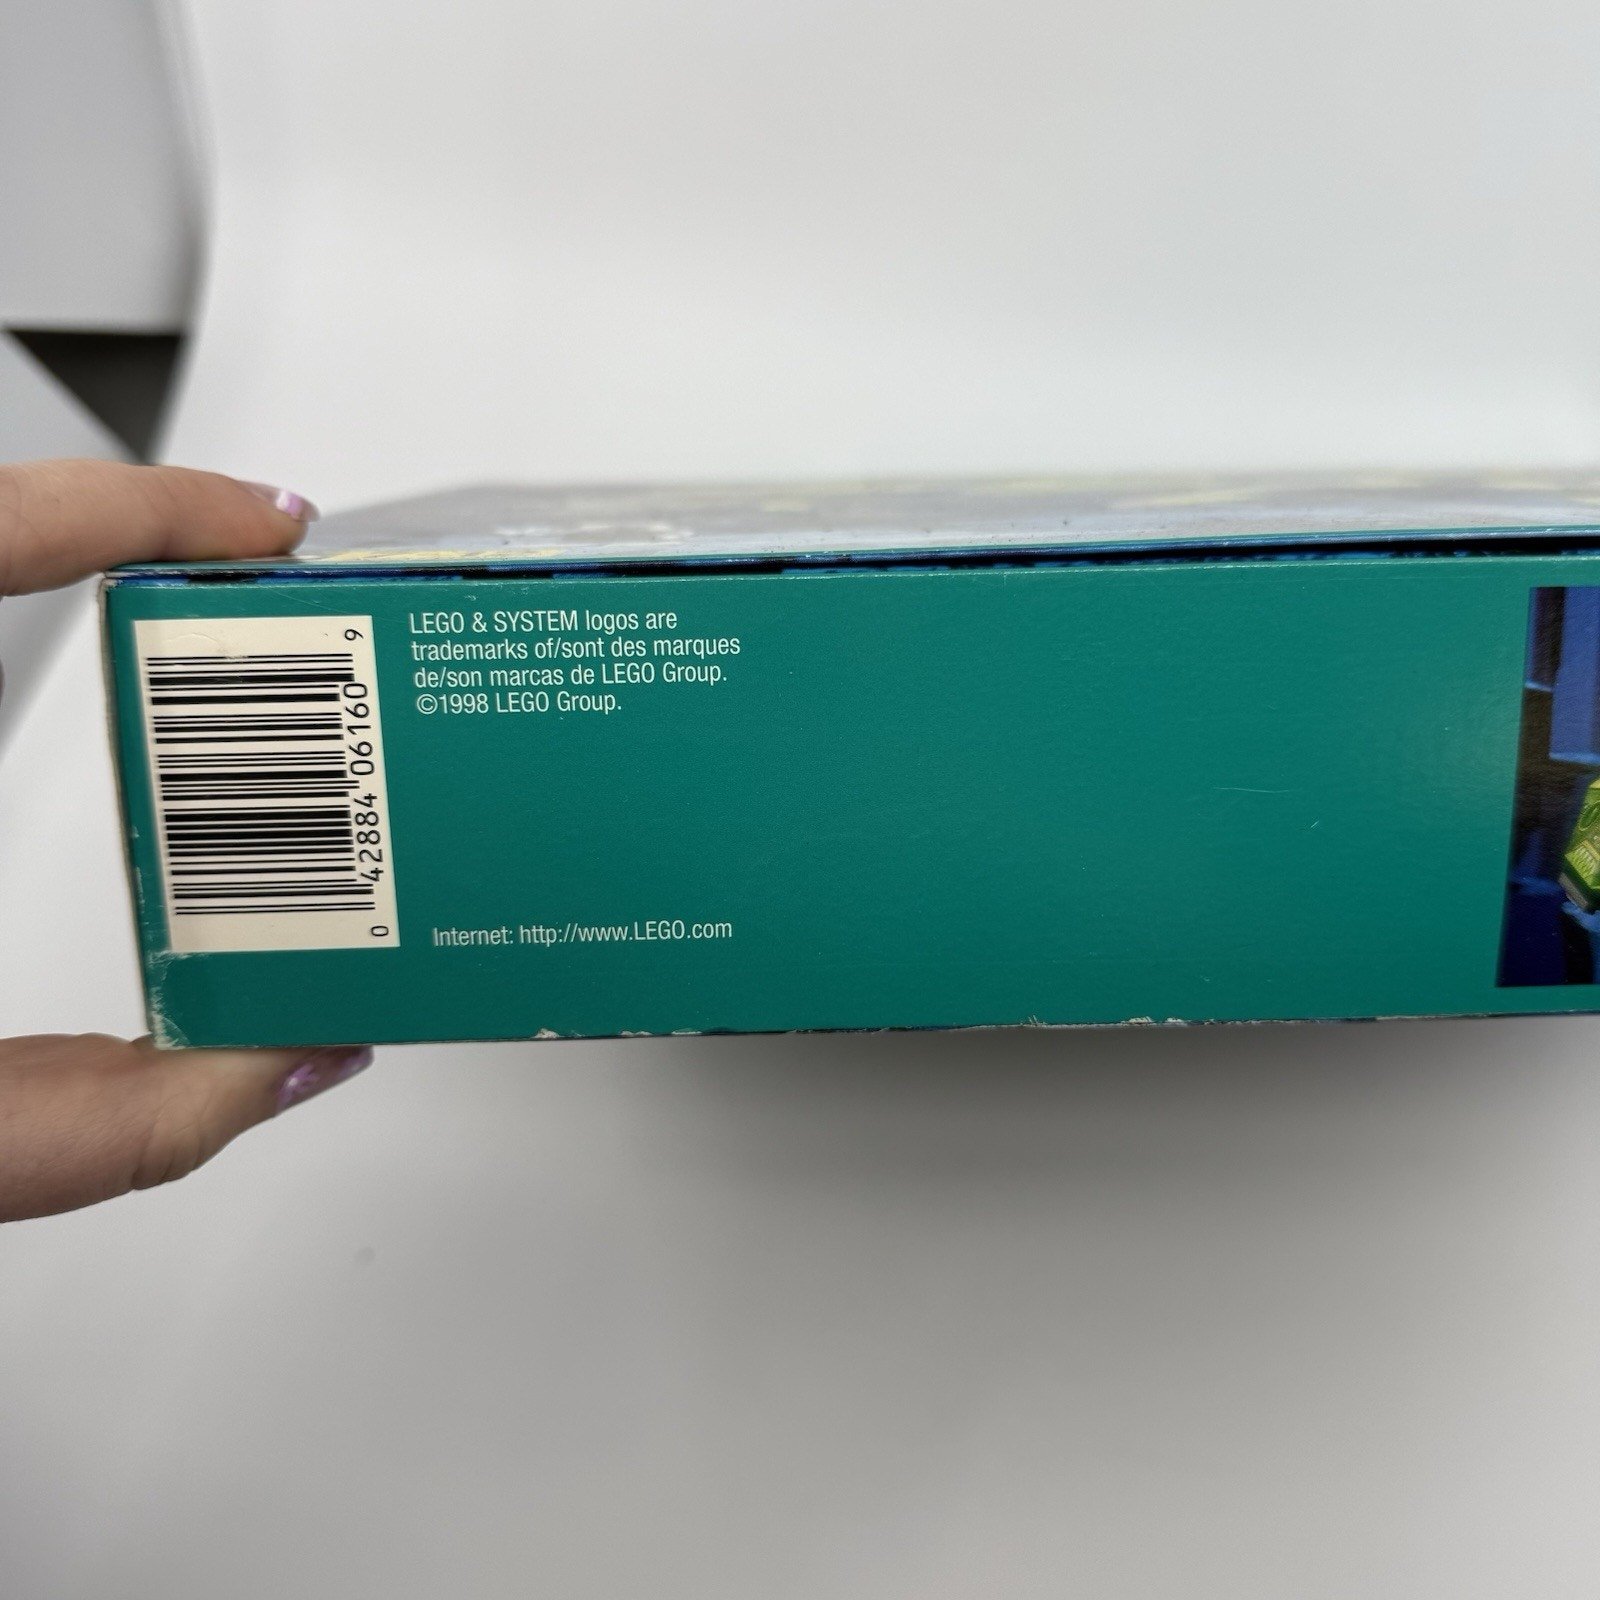 0 42884 06160 9
LEGO & SYSTEM logos are
trademarks of/sont des marques
de/son marcas de LEGO Group.
©1998 LEGO Group.
Internet: http://www.LEGO.com